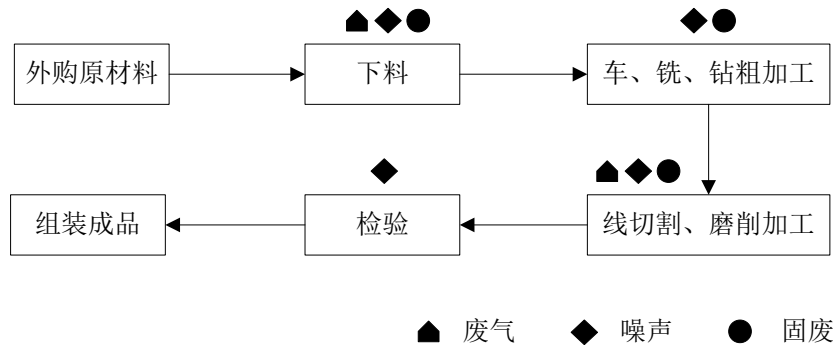 外购原材料
下料
车、铣、钻粗加工
线切割、磨削加工
检验
组装成品
废气
噪声
固废